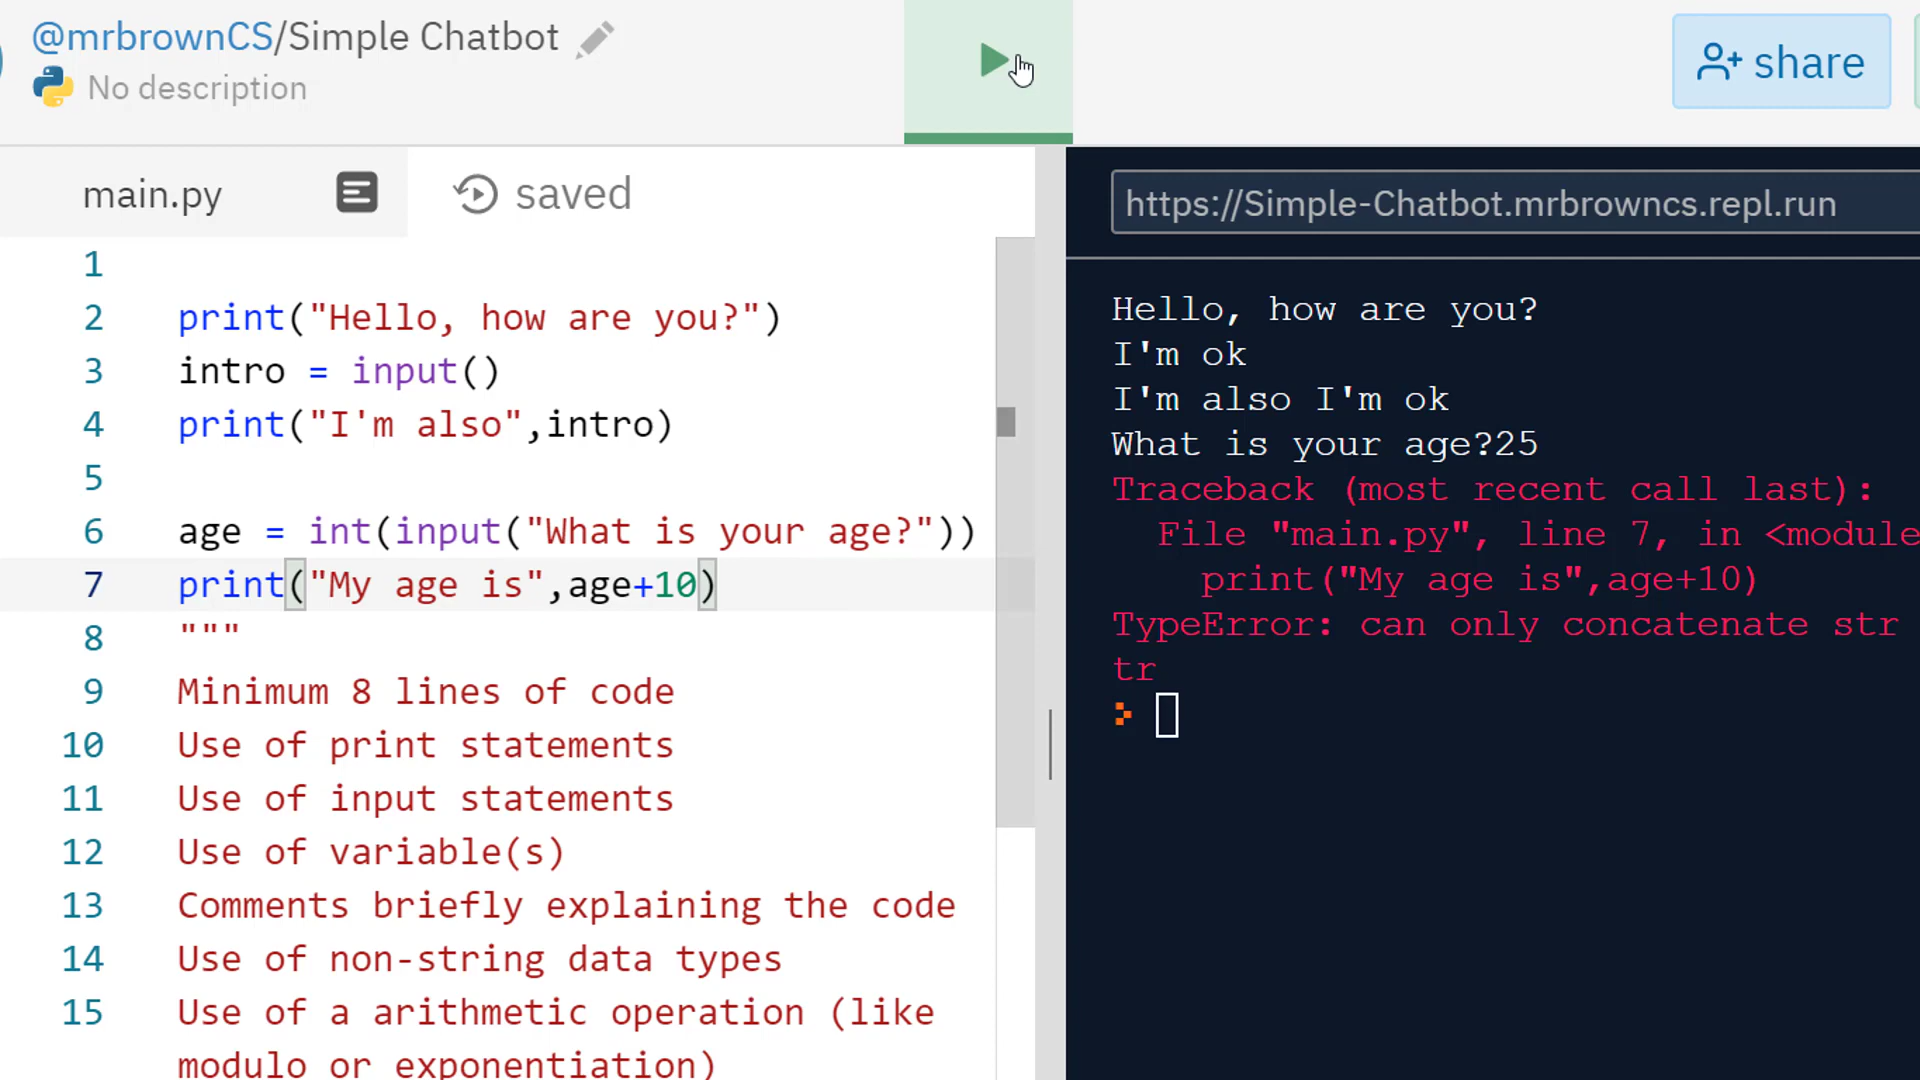 @mrbrownCS/Simple Chatbot
No description
share
main.py
saved
https://Simple-Chatbot.mrbrowncs.repl.run
1
2 print("Hello, how are you?")
3 intro = input()
4 print("I'm also",intro)
5
6 age = int(input("What is your age?"))
7 print("My age is",age+10)
8 """
9 Minimum 8 lines of code
10 Use of print statements
11 Use of input statements
12 Use of variable(s)
13 Comments briefly explaining the code
14 Use of non-string data types
15 Use of a arithmetic operation (like
modulo or exponentiation)
Hello, how are you?
I'm ok
I'm also I'm ok
What is your age?25
Traceback (most recent call last):
File "main.py", line 7, in <module
print("My age is",age+10)
TypeError: can only concatenate str
tr